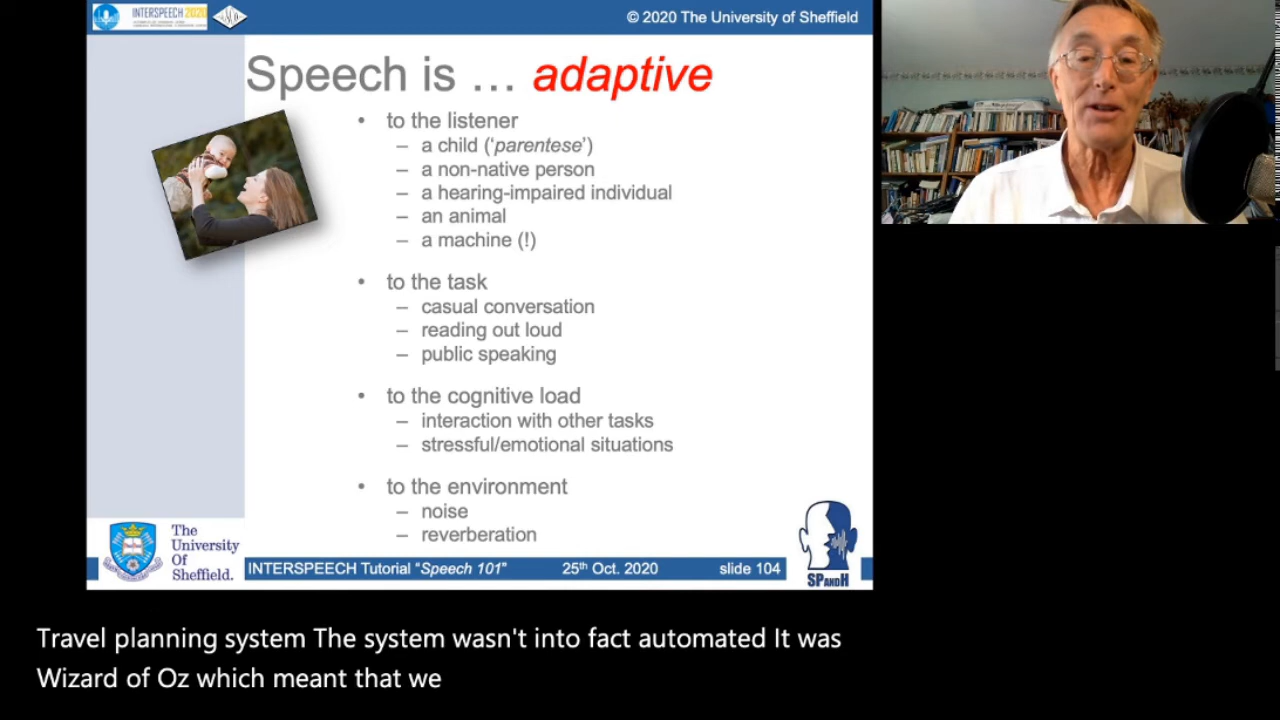 INTERSPEECH 2020
© 2020 The University of Sheffield
Speech is … adaptive
• to the listener
– a child (‘parentese’)
– a non-native person
– a hearing-impaired individual
– an animal
– a machine (!)
• to the task
– casual conversation
– reading out loud
– public speaking
• to the cognitive load
– interaction with other tasks
– stressful/emotional situations
• to the environment
– noise
– reverberation
The
University
Of
Sheffield.
SPANDH
INTERSPEECH Tutorial “Speech 101” 25th Oct. 2020 slide 104
Travel planning system The system wasn't into fact automated It was
Wizard of Oz which meant that we